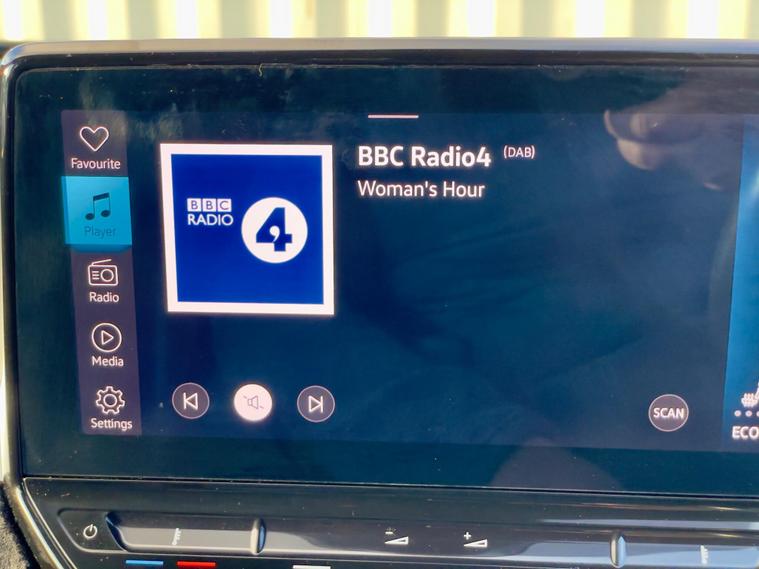 Favourite
Player
Radio
Media
Settings
BBC
RADIO
4
BBC Radio4 (DAB)
Woman's Hour
SCAN
ECO